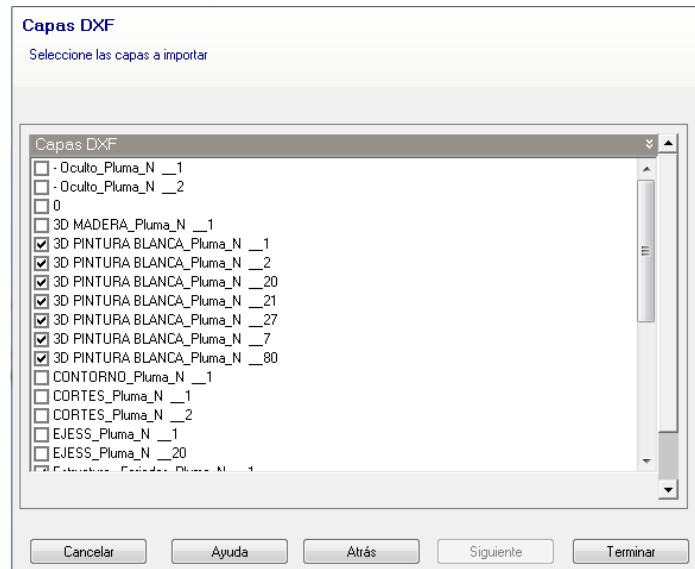 Capas DXF
Seleccione las capas a importar
Capas DXF
- Oculto_Pluma_N __1
- Oculto_Pluma_N __2
0
3D MADERA_Pluma_N __1
3D PINTURA BLANCA_Pluma_N __1
3D PINTURA BLANCA_Pluma_N __2
3D PINTURA BLANCA_Pluma_N __20
3D PINTURA BLANCA_Pluma_N __21
3D PINTURA BLANCA_Pluma_N __27
3D PINTURA BLANCA_Pluma_N __7
3D PINTURA BLANCA_Pluma_N __80
CONTORNO_Pluma_N __1
CORTES_Pluma_N __1
CORTES_Pluma_N __2
EJESS_Pluma_N __1
EJESS_Pluma_N __20
Cancelar Ayuda Atrás Siguiente Terminar